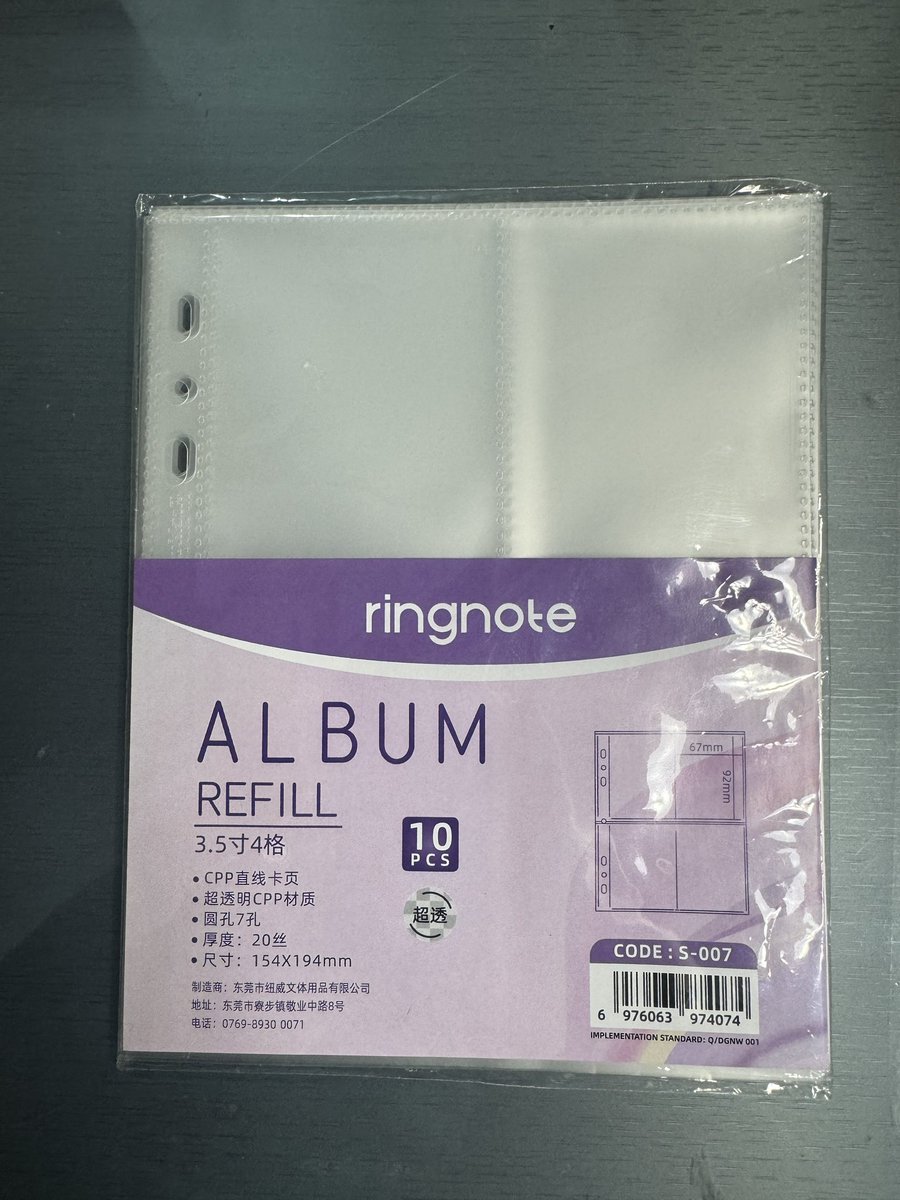 ringnote
ALBUM
REFILL
3.5寸4格
10
PCS
• CPP直线卡页
• 超透明CPP材质
• 圆孔7孔
• 厚度：20丝
• 尺寸：154X194mm
超透
制造商：东莞市纽威文体用品有限公司
地址：东莞市寮步镇敬业中路8号
电话：0769-8930 0071
67mm
92mm
CODE : S-007
6 976063 974074
IMPLEMENTATION STANDARD: Q/DGNW 001